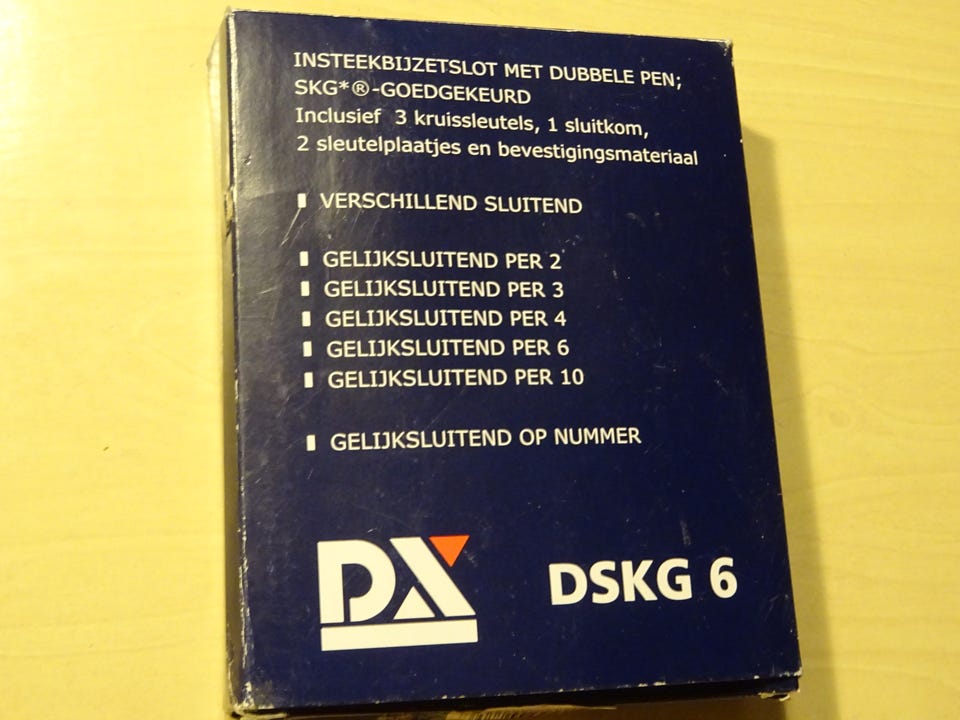 INSTEEKBIJZETSLOT MET DUBBELE PEN;
SKG*®-GOEDGEKEURD
Inclusief 3 kruissleutels, 1 sluitkom,
2 sleutelplaatjes en bevestigingsmateriaal
VERSCHILLEND SLUITEND
GELIJKSLUITEND PER 2
GELIJKSLUITEND PER 3
GELIJKSLUITEND PER 4
GELIJKSLUITEND PER 6
GELIJKSLUITEND PER 10
GELIJKSLUITEND OP NUMMER
DX
DSKG 6